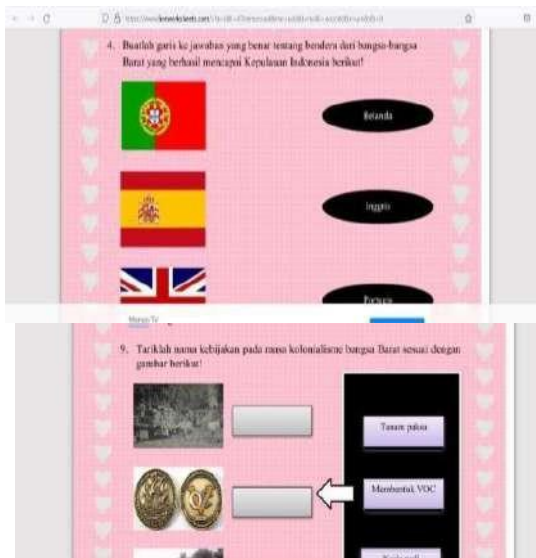 4. Buatlah garis ke jawaban yang benar tentang bendera dari bangsa-bangsa
Barat yang berhasil mencapai Kepulauan Indonesia berikut!
Belanda
Inggris
Portugis
9. Tariklah nama kebijakan pada masa kolonialisme bangsa Barat sesuai dengan
gambar berikut!
Tanam paksa
Membentuk VOC